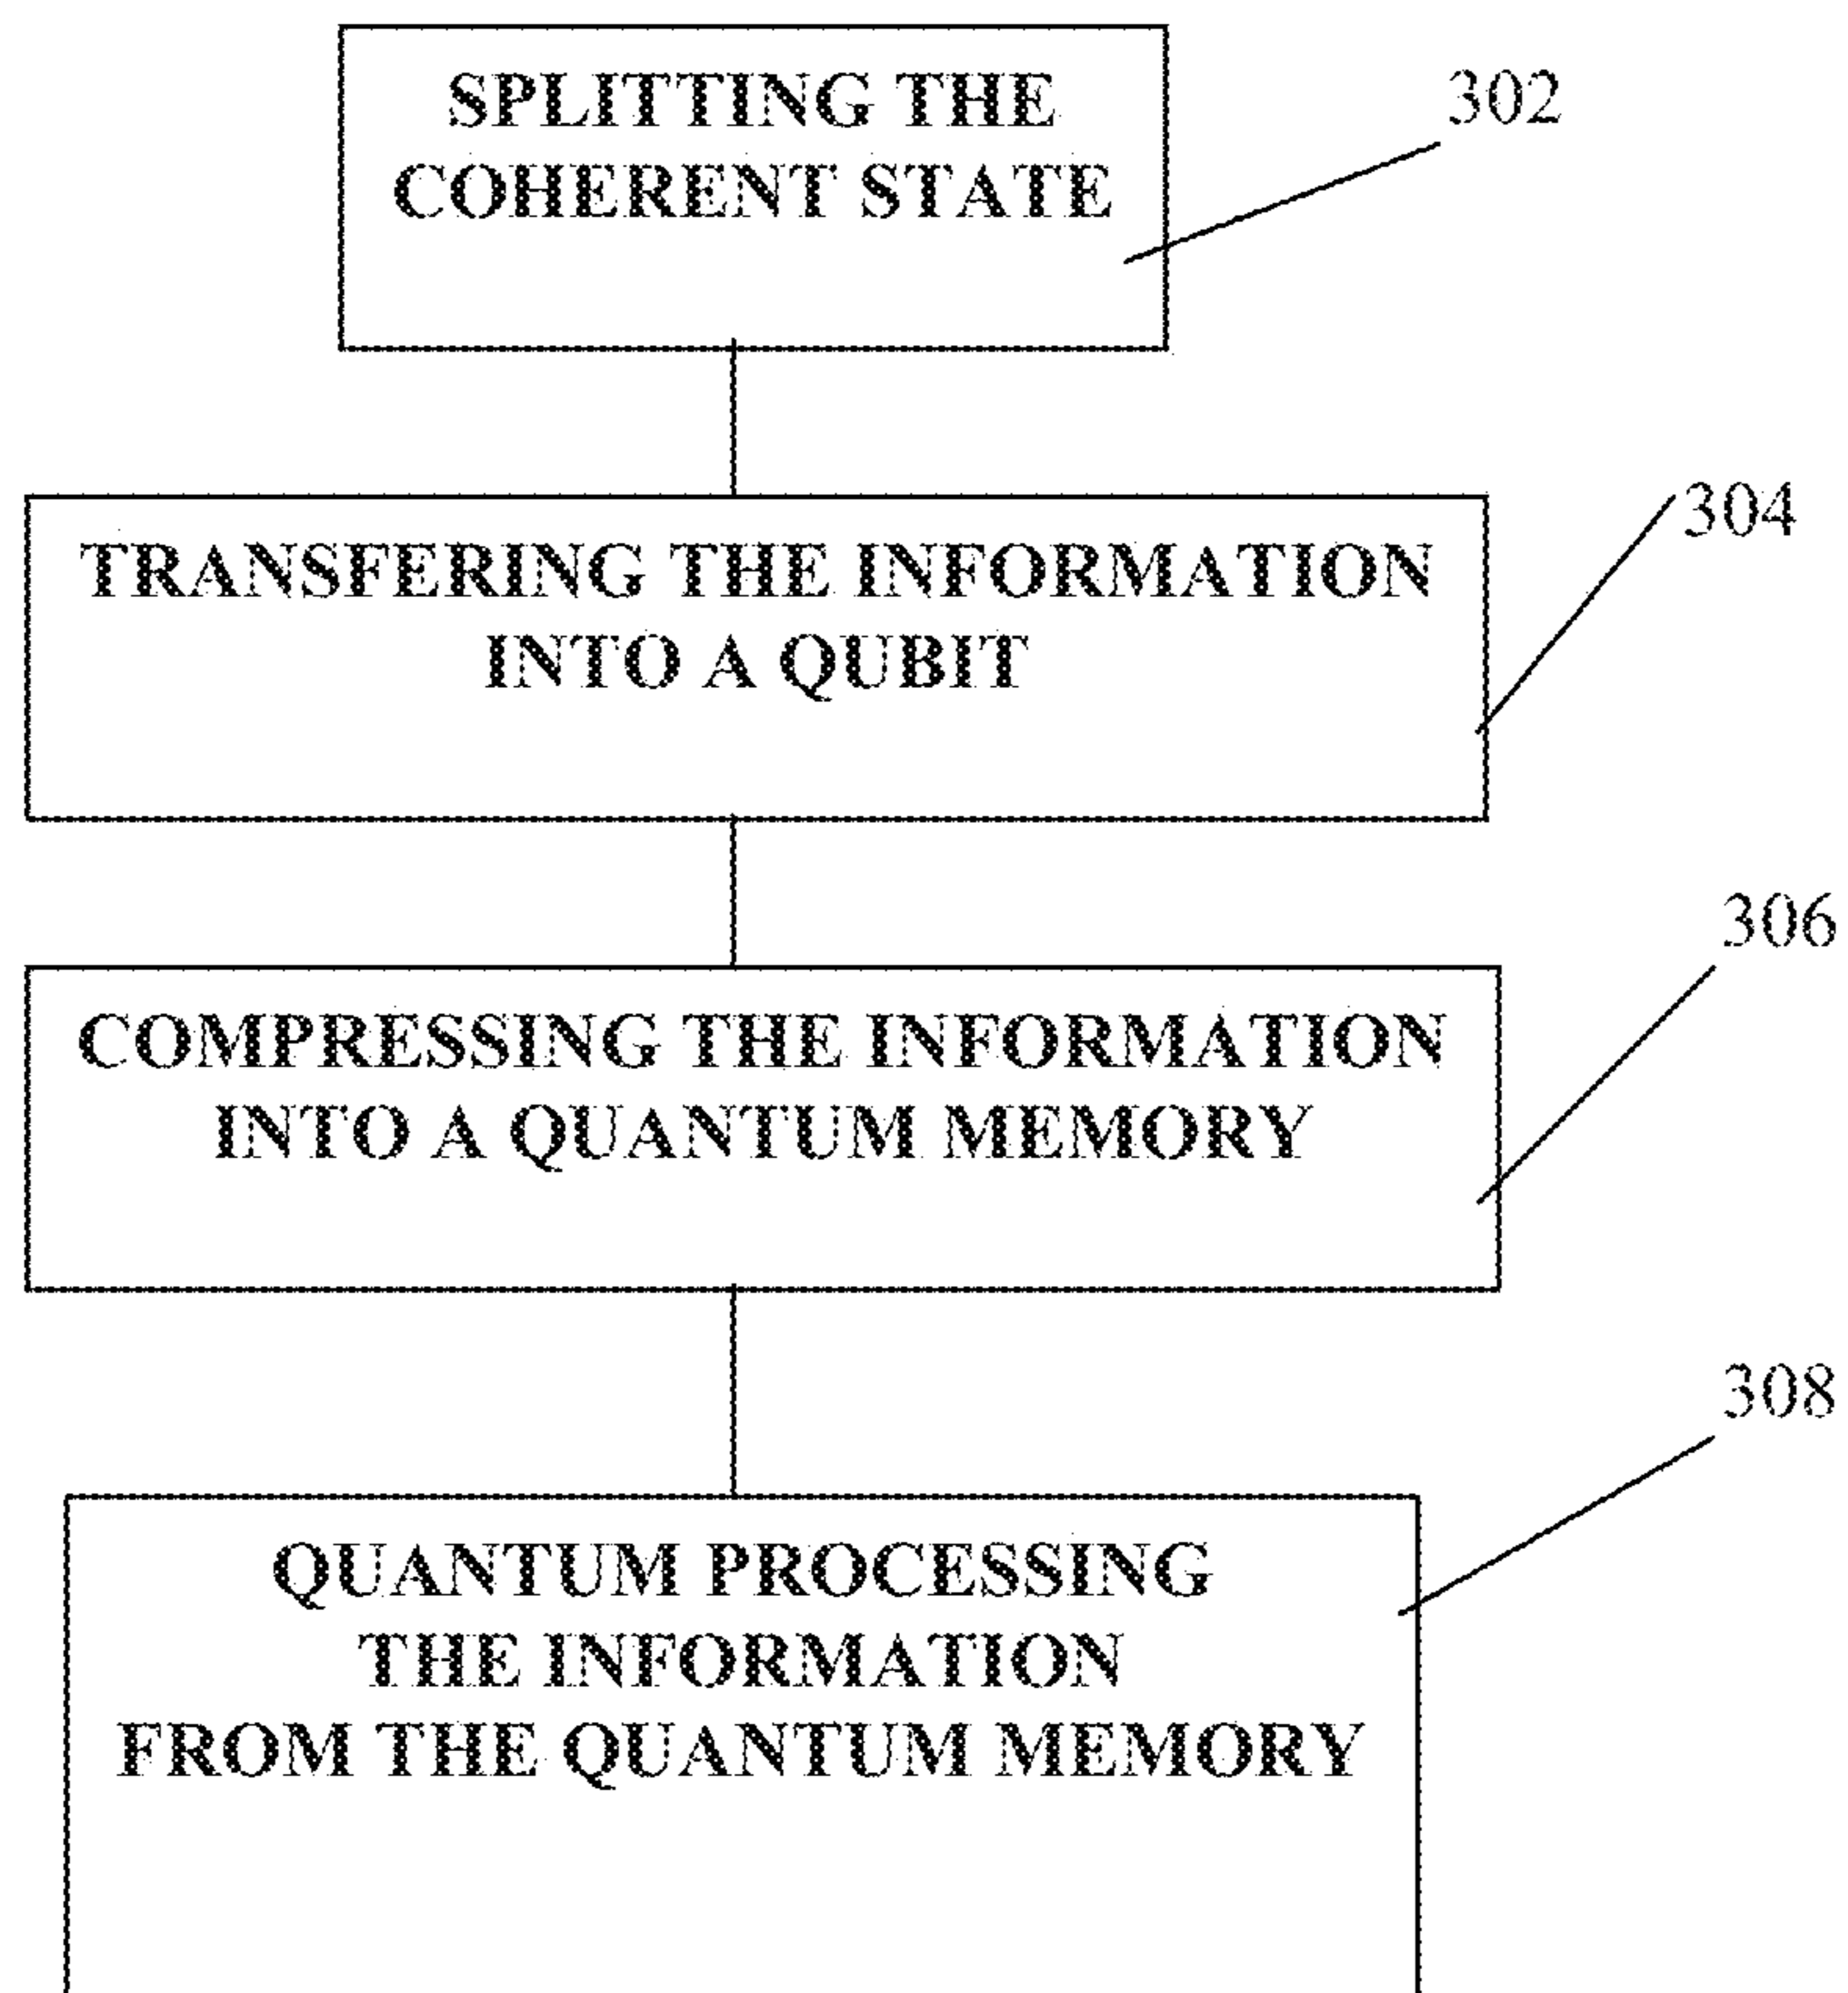 SPLITTING THE
COHERENT STATE
302
TRANSFERING THE INFORMATION
INTO A QUBIT
304
COMPRESSING THE INFORMATION
INTO A QUANTUM MEMORY
306
QUANTUM PROCESSING
THE INFORMATION
FROM THE QUANTUM MEMORY
308